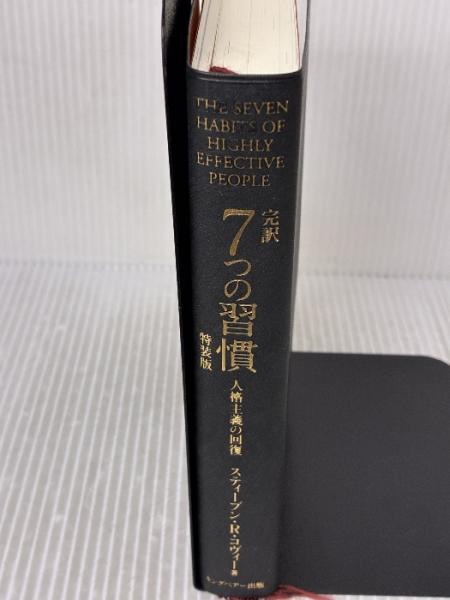 THE SEVEN
HABITS OF
HIGHLY
EFFECTIVE
PEOPLE
完訳
7つの習慣
特装版
人格主義の回復
スティーブン・R・コヴィー著
キングベアー出版